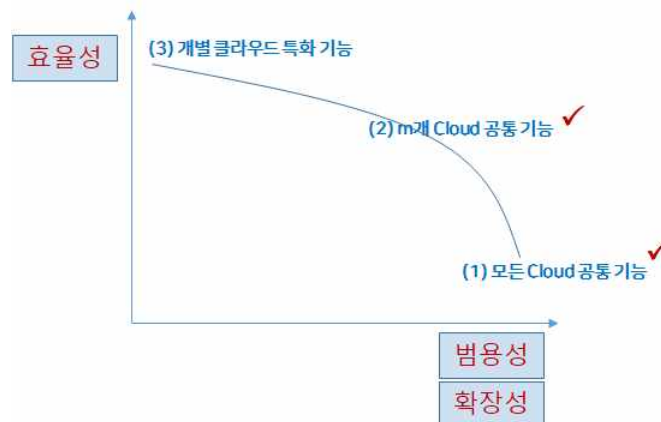 효율성
(3) 개별 클라우드 특화 기능
(2) m개 Cloud 공통 기능
(1) 모든 Cloud 공통 기능
범용성
확장성